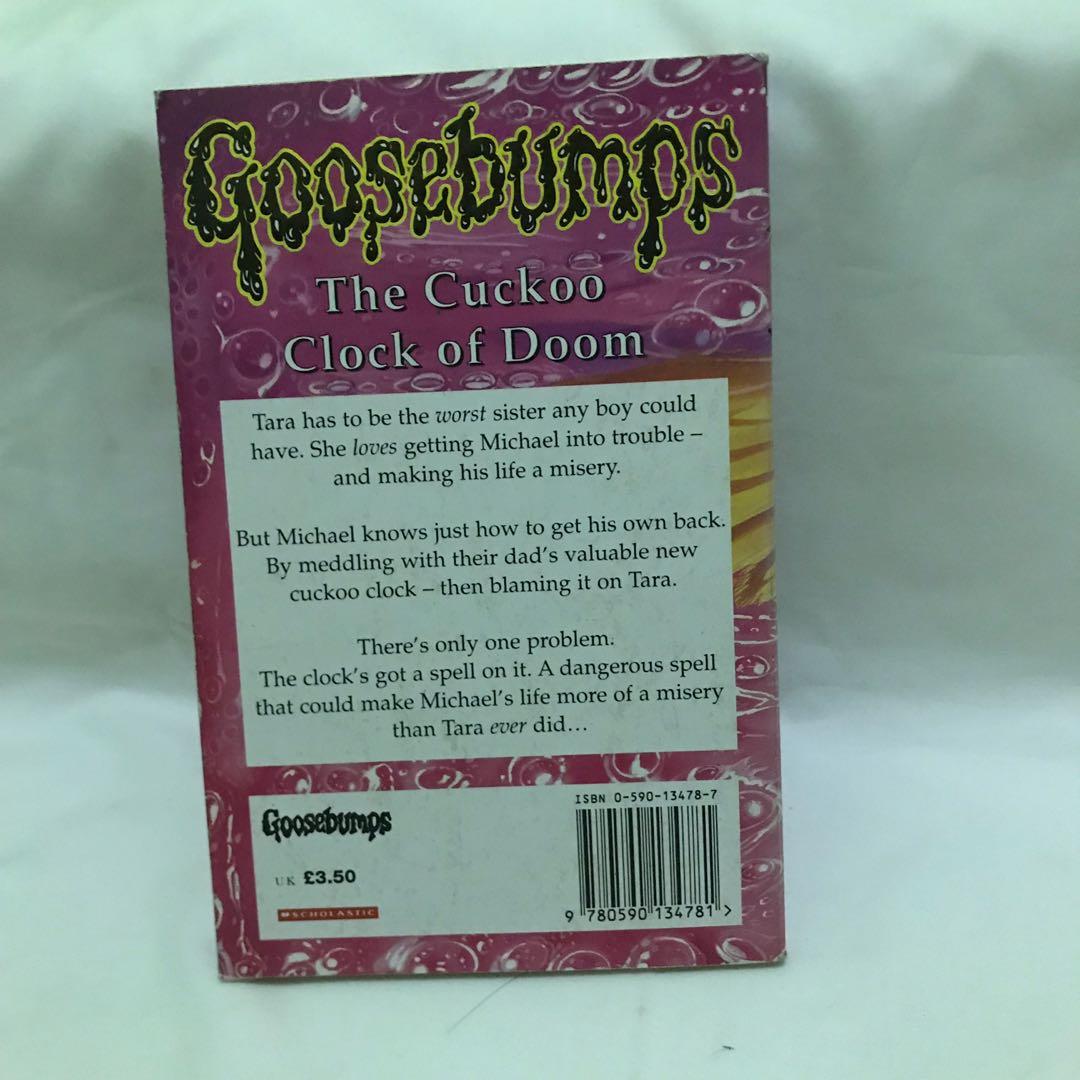 Goosebumps
The Cuckoo
Clock of Doom
Tara has to be the worst sister any boy could
have. She loves getting Michael into trouble –
and making his life a misery.
But Michael knows just how to get his own back.
By meddling with their dad's valuable new
cuckoo clock – then blaming it on Tara.
There's only one problem.
The clock's got a spell on it. A dangerous spell
that could make Michael's life more of a misery
than Tara ever did...
ISBN 0-590-13478-7
Goosebumps
UK £3.50
SCHOLASTIC
9 780590 134781 >